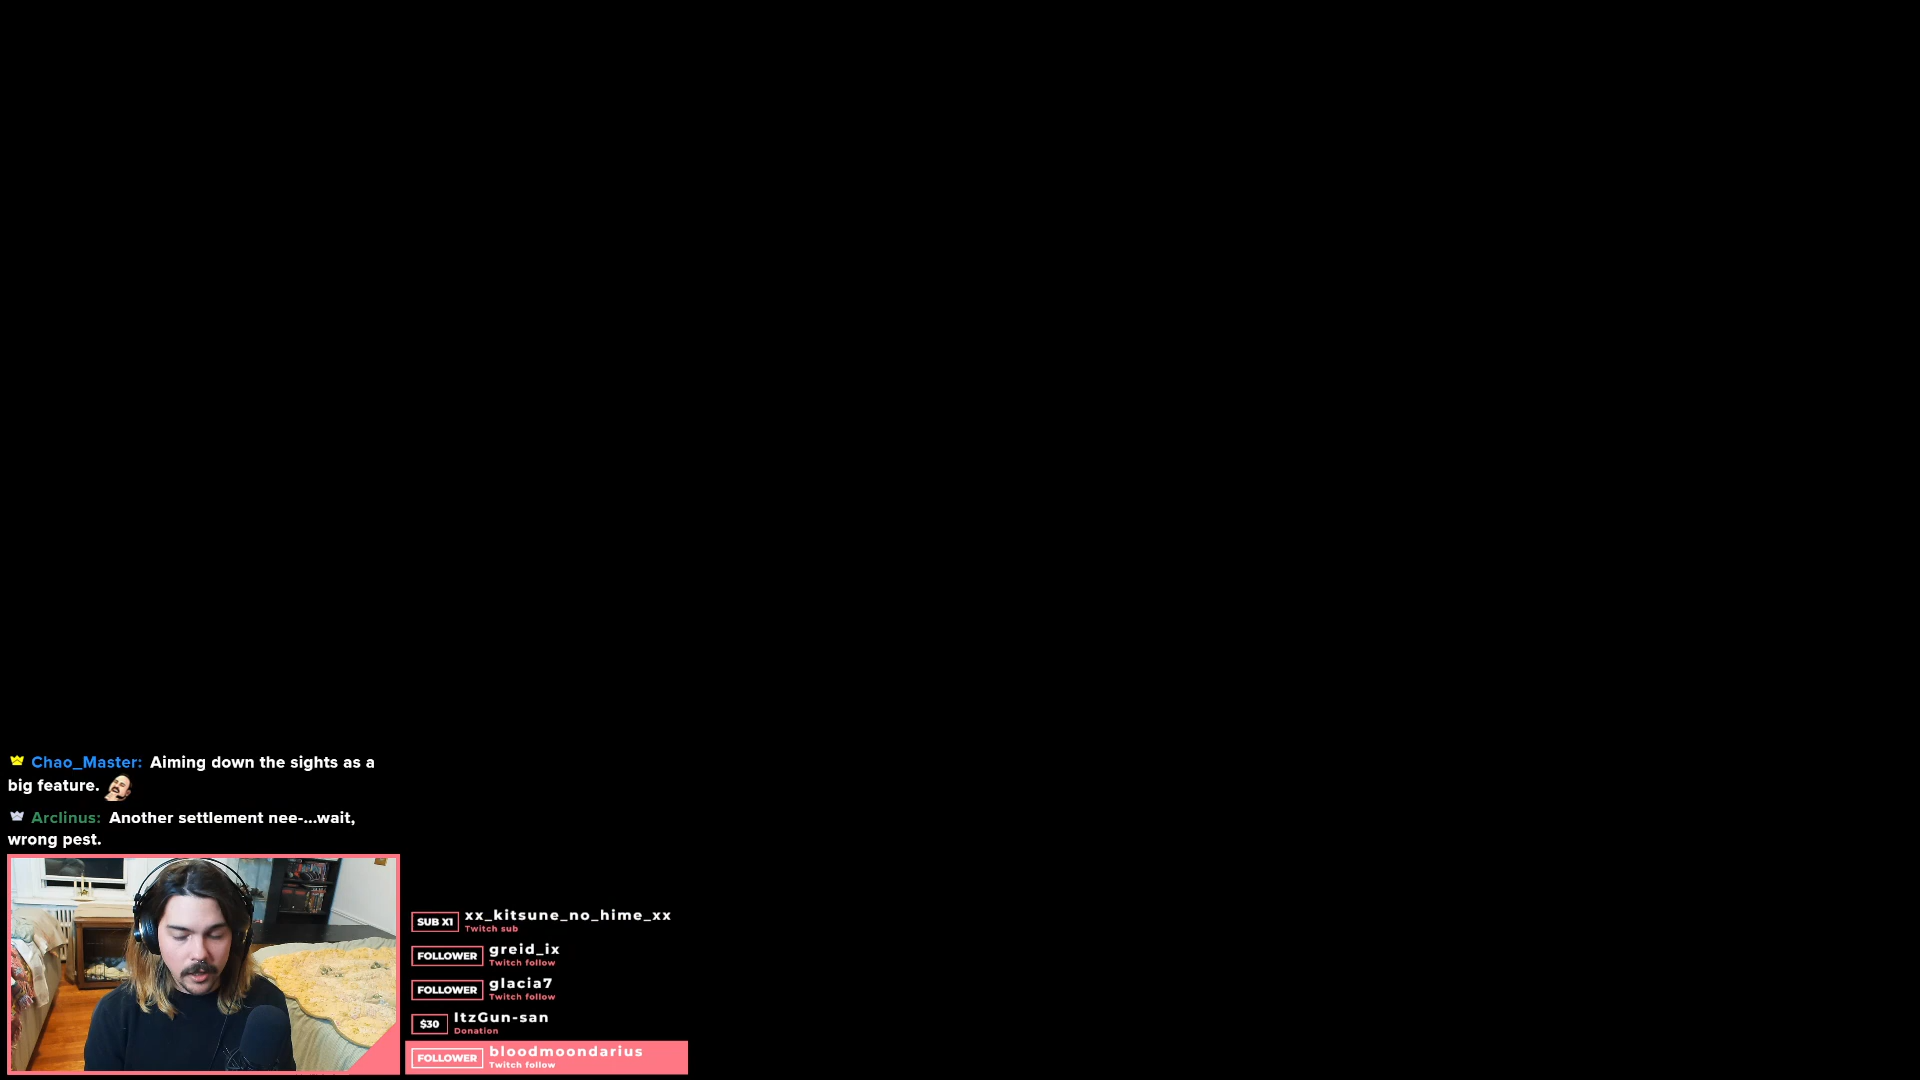 Chao_Master: Aiming down the sights as a
big feature.
Arclinus: Another settlement nee-...wait,
wrong pest.
SUB X1 xx_kitsune_no_hime_xx
Twitch sub
FOLLOWER greid_ix
Twitch follow
FOLLOWER glacia7
Twitch follow
$30 ItzGun-san
Donation
FOLLOWER bloodmoondarius
Twitch follow